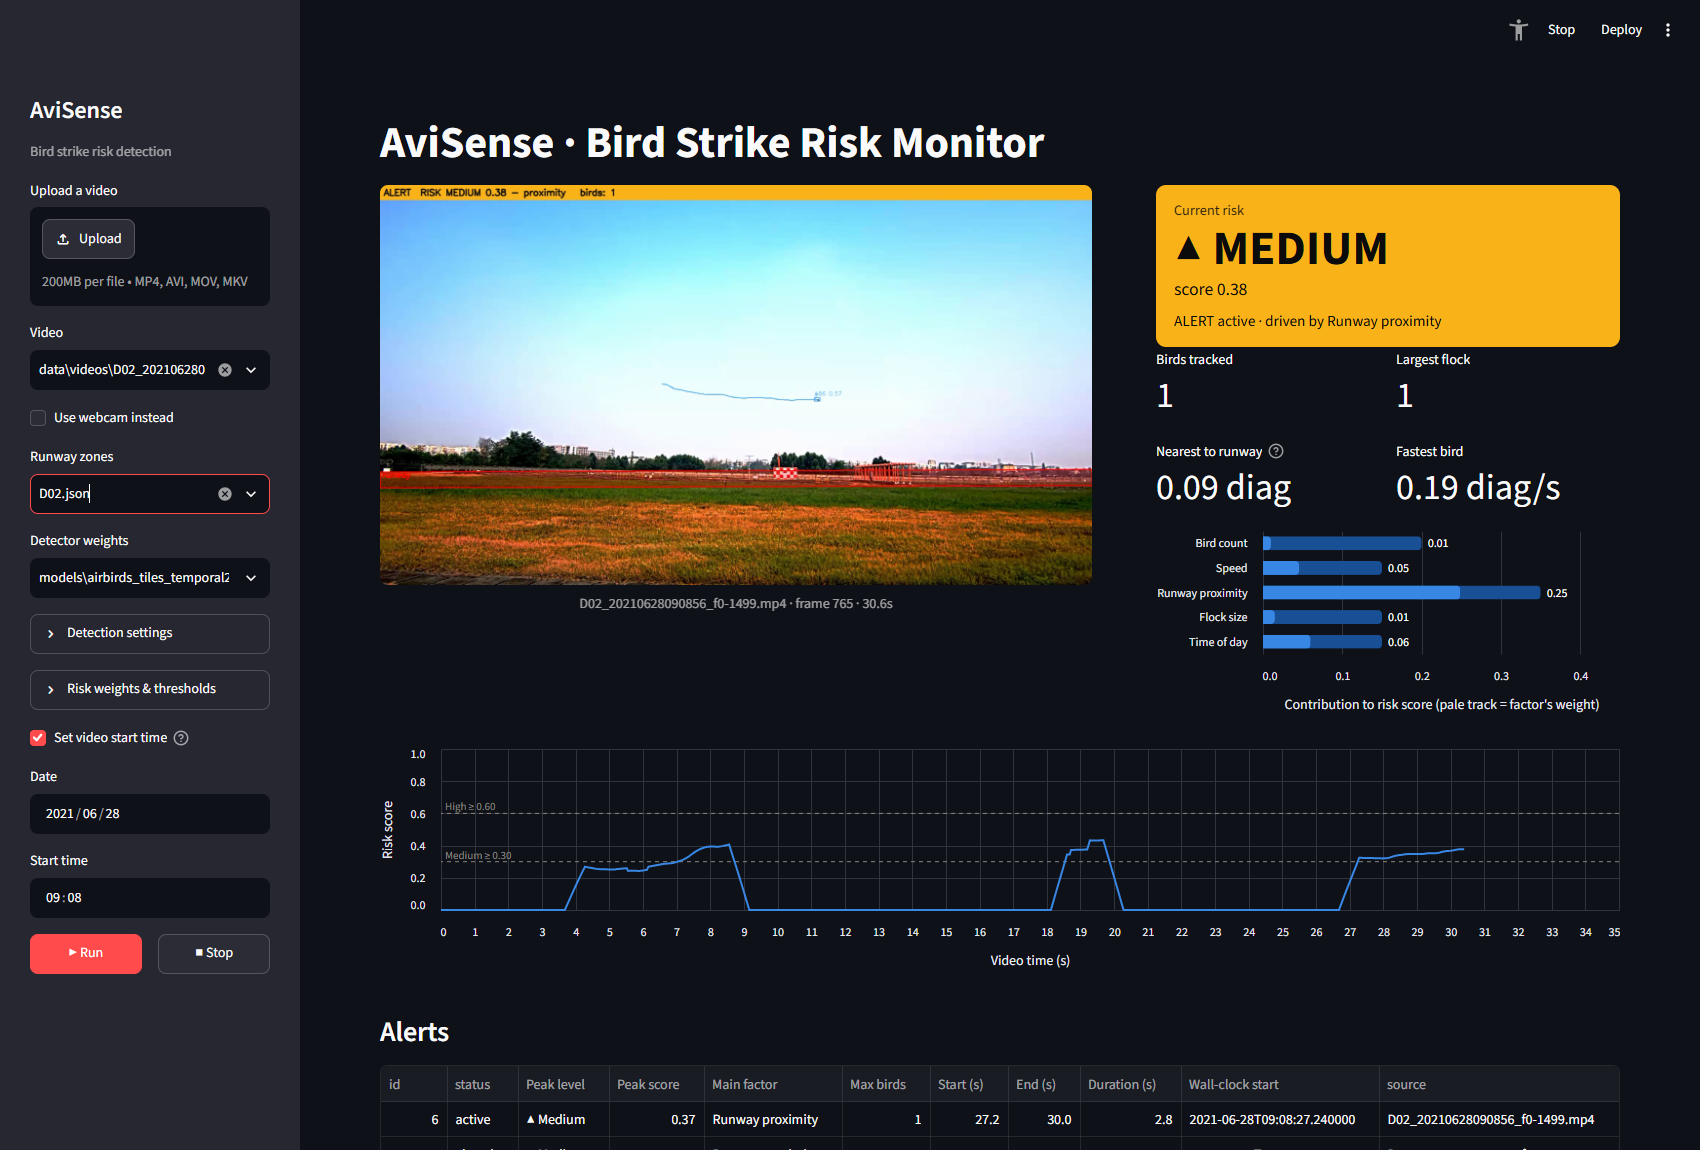 Stop
Deploy
AviSense
Bird strike risk detection
Upload a video
Upload
200MB per file • MP4, AVI, MOV, MKV
Video
data\videos\D02_202106280
Use webcam instead
Runway zones
D02.json
Detector weights
models\airbirds_tiles_temporal2
Detection settings
Risk weights & thresholds
Set video start time
Date
2021/06/28
Start time
09:08
Run
Stop
AviSense · Bird Strike Risk Monitor
ALERT RISK MEDIUM 0.38 – proximity birds: 1
D02_20210628090856_f0-1499.mp4 · frame 765 · 30.6s
Current risk
▲ MEDIUM
score 0.38
ALERT active · driven by Runway proximity
Birds tracked
1
Largest flock
1
Nearest to runway
0.09 diag
Fastest bird
0.19 diag/s
Bird count 0.01
Speed 0.05
Runway proximity 0.25
Flock size 0.01
Time of day 0.06
0.0 0.1 0.2 0.3 0.4
Contribution to risk score (pale track = factor's weight)
Risk score
1.0
0.8
High ≥ 0.60
0.6
0.4
Medium ≥ 0.30
0.2
0.0
0 1 2 3 4 5 6 7 8 9 10 11 12 13 14 15 16 17 18 19 20 21 22 23 24 25 26 27 28 29 30 31 32 33 34 35
Video time (s)
Alerts
id status Peak level Peak score Main factor Max birds Start (s) End (s) Duration (s) Wall-clock start source
6 active ▲ Medium 0.37 Runway proximity 1 27.2 30.0 2.8 2021-06-28T09:08:27.240000 D02_20210628090856_f0-1499.mp4